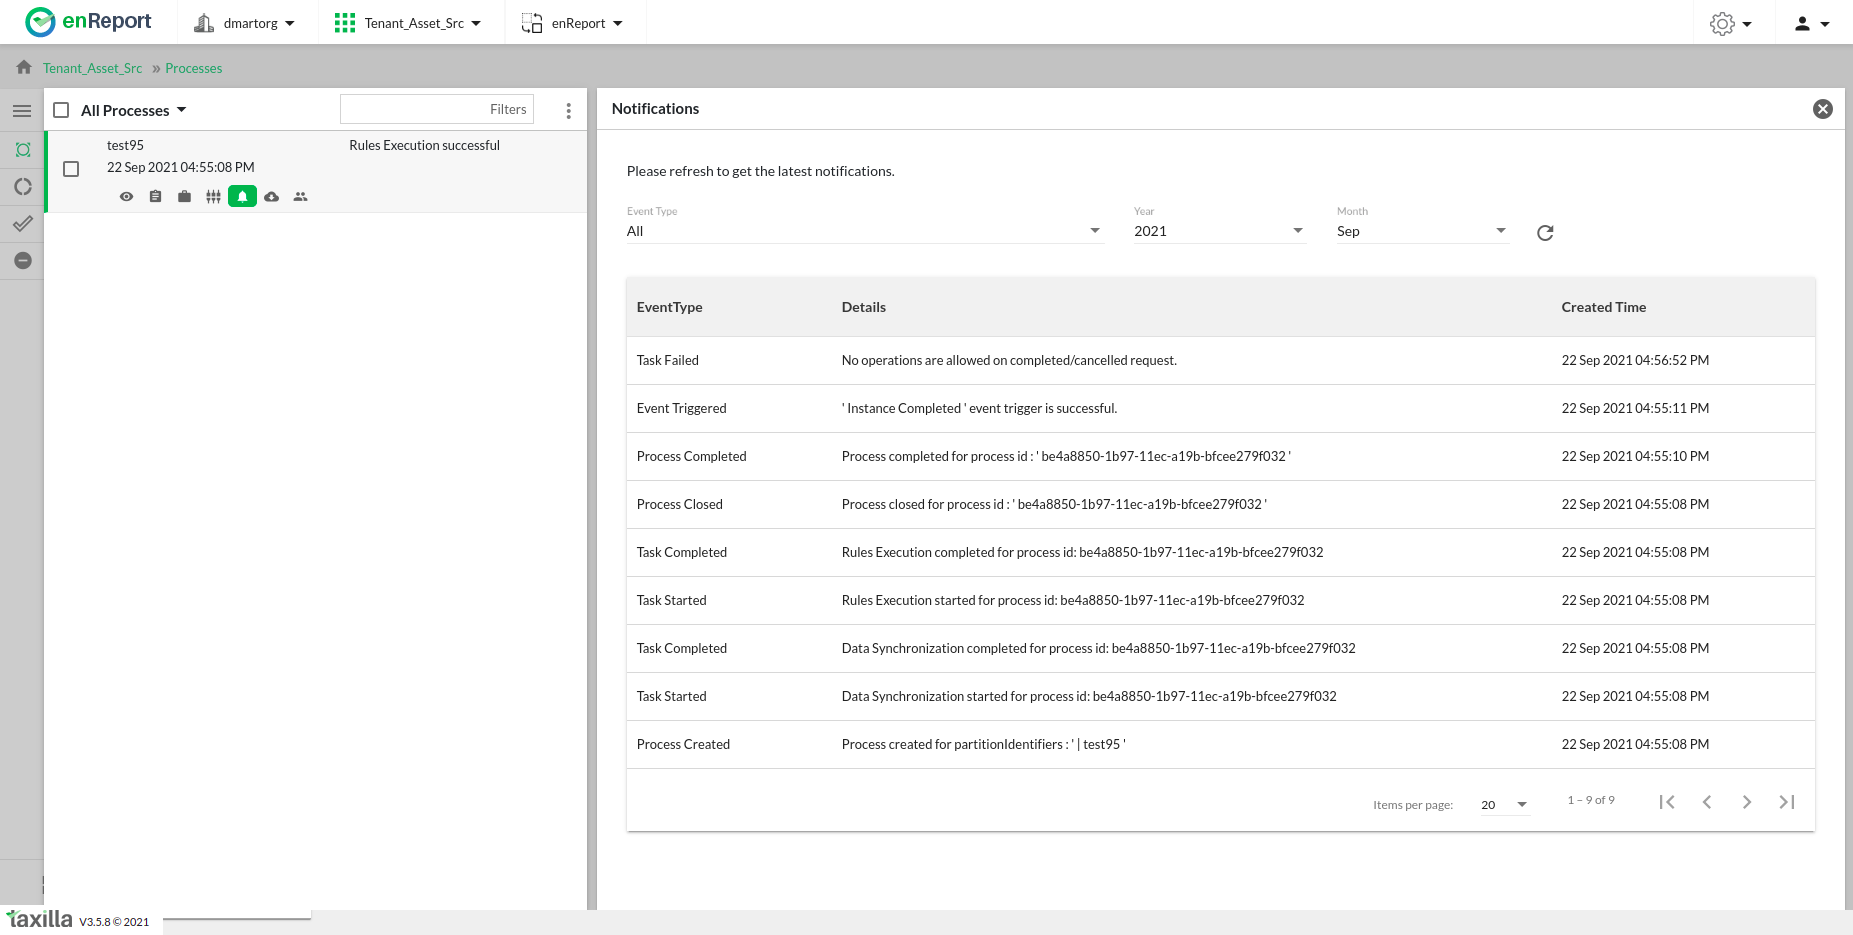 enReport
dmartorg
Tenant_Asset_Src
enReport
Tenant_Asset_Src » Processes
All Processes
Filters
test95
Rules Execution successful
22 Sep 2021 04:55:08 PM
Notifications
Please refresh to get the latest notifications.
Event Type
Year
Month
All
2021
Sep
EventType Details Created Time
Task Failed No operations are allowed on completed/cancelled request. 22 Sep 2021 04:56:52 PM
Event Triggered ' Instance Completed ' event trigger is successful. 22 Sep 2021 04:55:11 PM
Process Completed Process completed for process id : ' be4a8850-1b97-11ec-a19b-bfcee279f032 ' 22 Sep 2021 04:55:10 PM
Process Closed Process closed for process id : ' be4a8850-1b97-11ec-a19b-bfcee279f032 ' 22 Sep 2021 04:55:08 PM
Task Completed Rules Execution completed for process id: be4a8850-1b97-11ec-a19b-bfcee279f032 22 Sep 2021 04:55:08 PM
Task Started Rules Execution started for process id: be4a8850-1b97-11ec-a19b-bfcee279f032 22 Sep 2021 04:55:08 PM
Task Completed Data Synchronization completed for process id: be4a8850-1b97-11ec-a19b-bfcee279f032 22 Sep 2021 04:55:08 PM
Task Started Data Synchronization started for process id: be4a8850-1b97-11ec-a19b-bfcee279f032 22 Sep 2021 04:55:08 PM
Process Created Process created for partitionIdentifiers : ' | test95 ' 22 Sep 2021 04:55:08 PM
Items per page: 20 1 – 9 of 9
taxilla V3.5.8 © 2021